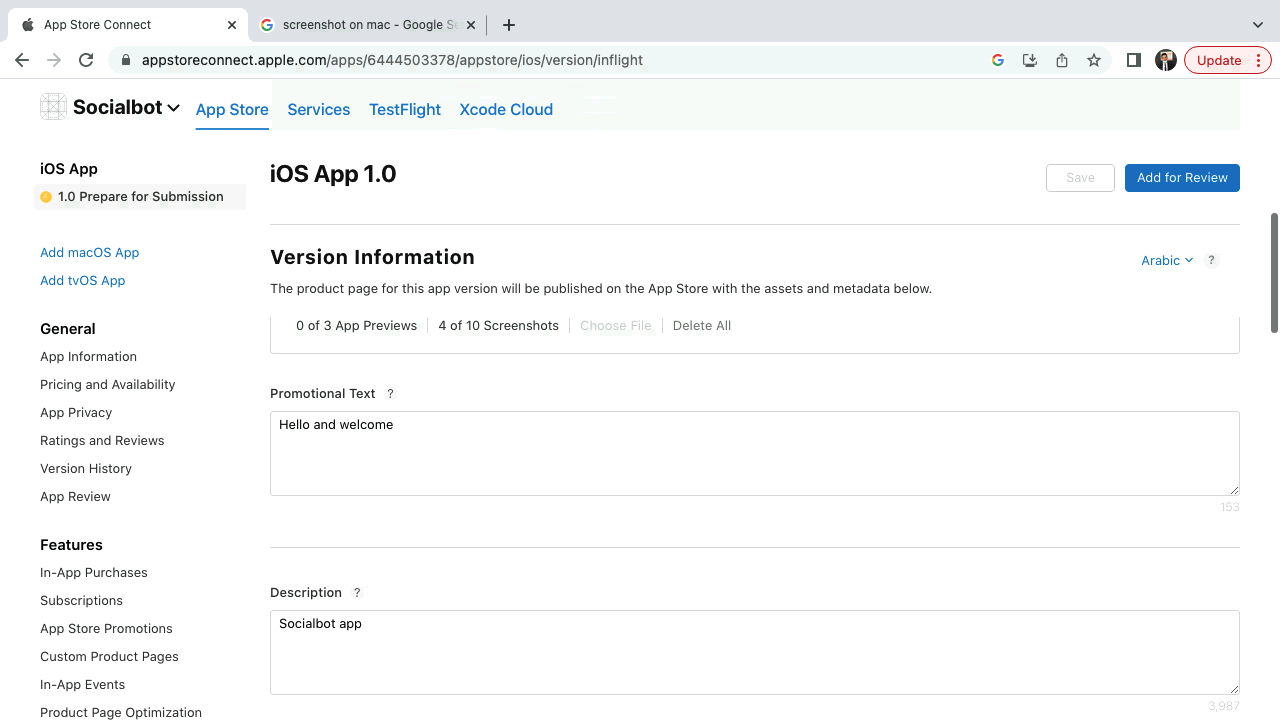 App Store Connect
screenshot on mac - Google Se
appstoreconnect.apple.com/apps/6444503378/appstore/ios/version/inflight
Update
Socialbot
App Store
Services
TestFlight
Xcode Cloud
iOS App
1.0 Prepare for Submission
Add macOS App
Add tvOS App
General
App Information
Pricing and Availability
App Privacy
Ratings and Reviews
Version History
App Review
Features
In-App Purchases
Subscriptions
App Store Promotions
Custom Product Pages
In-App Events
Product Page Optimization
iOS App 1.0
Save
Add for Review
Version Information
Arabic
?
The product page for this app version will be published on the App Store with the assets and metadata below.
0 of 3 App Previews
4 of 10 Screenshots
Choose File
Delete All
Promotional Text ?
Hello and welcome
153
Description ?
Socialbot app
3,987